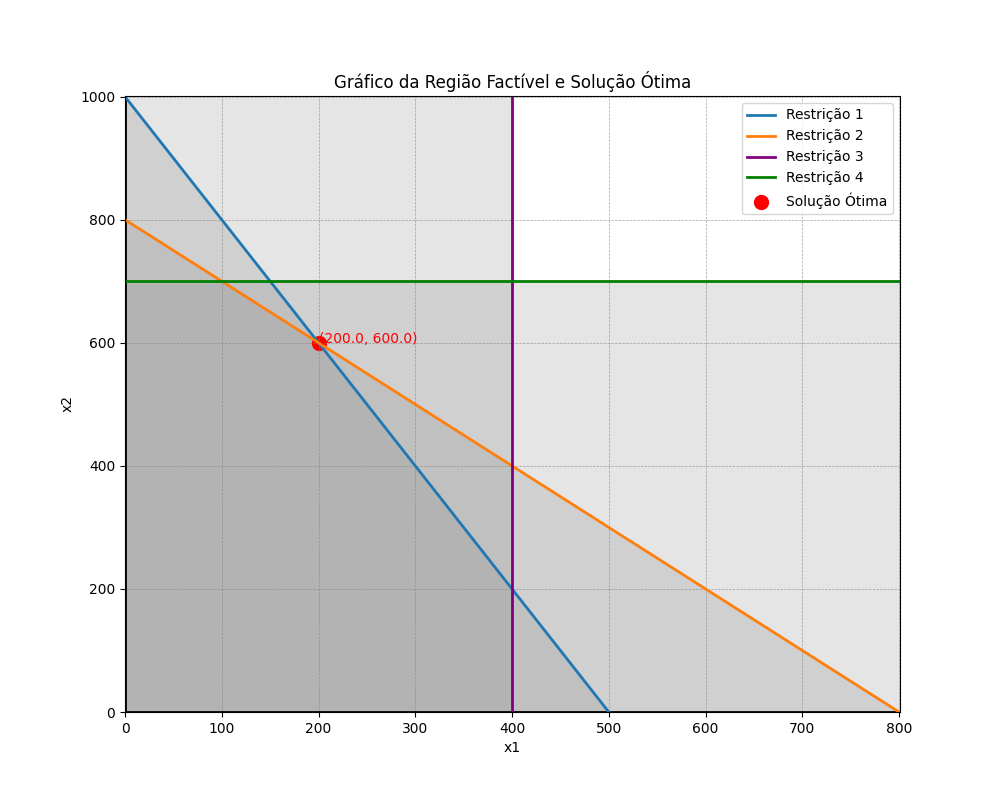 Gráfico da Região Factível e Solução Ótima
1000
800
600
400
200
0
x2
Restrição 1
Restrição 2
Restrição 3
Restrição 4
Solução Ótima
(200.0, 600.0)
0 100 200 300 400 500 600 700 800
x1